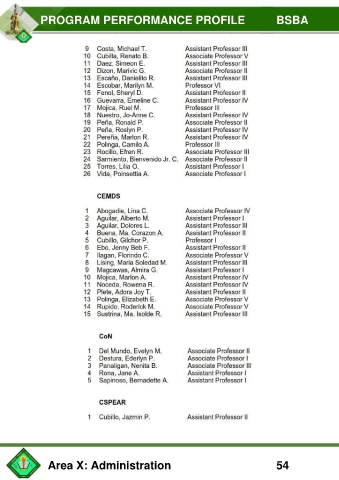 PROGRAM PERFORMANCE PROFILE BSBA
9 Costa, Michael T. Assistant Professor III
10 Cubilla, Renato B. Associate Professor V
11 Daez, Simeon E. Assistant Professor III
12 Dizon, Marivic G. Associate Professor II
13 Escaño, Danielito R. Assistant Professor III
14 Escobar, Marilyn M. Professor VI
15 Fenol, Sheryl D. Assistant Professor II
16 Guevarra, Emeline C. Assistant Professor IV
17 Mojica, Ruel M. Professor III
18 Nuestro, Jo-Anne C. Assistant Professor IV
19 Peña, Ronald P. Associate Professor II
20 Peña, Roslyn P. Assistant Professor IV
21 Pereña, Marlon R. Assistant Professor IV
22 Polinga, Camilo A. Professor III
23 Rocillo, Efren R. Associate Professor III
24 Sarmiento, Bienvenido Jr. C. Associate Professor II
25 Torres, Lilia O. Assistant Professor I
26 Vida, Poinsettia A. Associate Professor I
CEMDS
1 Abogadie, Lina C. Associate Professor IV
2 Aguilar, Alberto M. Assistant Professor I
3 Aguilar, Dolores L. Assistant Professor III
4 Buena, Ma. Corazon A. Assistant Professor II
5 Cubillo, Gilchor P. Professor I
6 Ebo, Jenny Beb F. Assistant Professor II
7 Ilagan, Florindo C. Associate Professor V
8 Lising, Maria Soledad M. Assistant Professor III
9 Magcawas, Almira G. Assistant Professor I
10 Mojica, Marlon A. Assistant Professor IV
11 Noceda, Rowena R. Assistant Professor IV
12 Plete, Adora Joy T. Assistant Professor II
13 Polinga, Elizabeth E. Associate Professor V
14 Rupido, Roderick M. Associate Professor V
15 Sustrina, Ma. Isolde R. Assistant Professor III
CoN
1 Del Mundo, Evelyn M. Associate Professor II
2 Destura, Ederlyn P. Associate Professor I
3 Panaligan, Nenita B. Associate Professor III
4 Rona, Jane A. Assistant Professor I
5 Sapinoso, Bernadette A. Assistant Professor I
CSPEAR
1 Cubillo, Jazmin P. Assistant Professor II
Area X: Administration 54